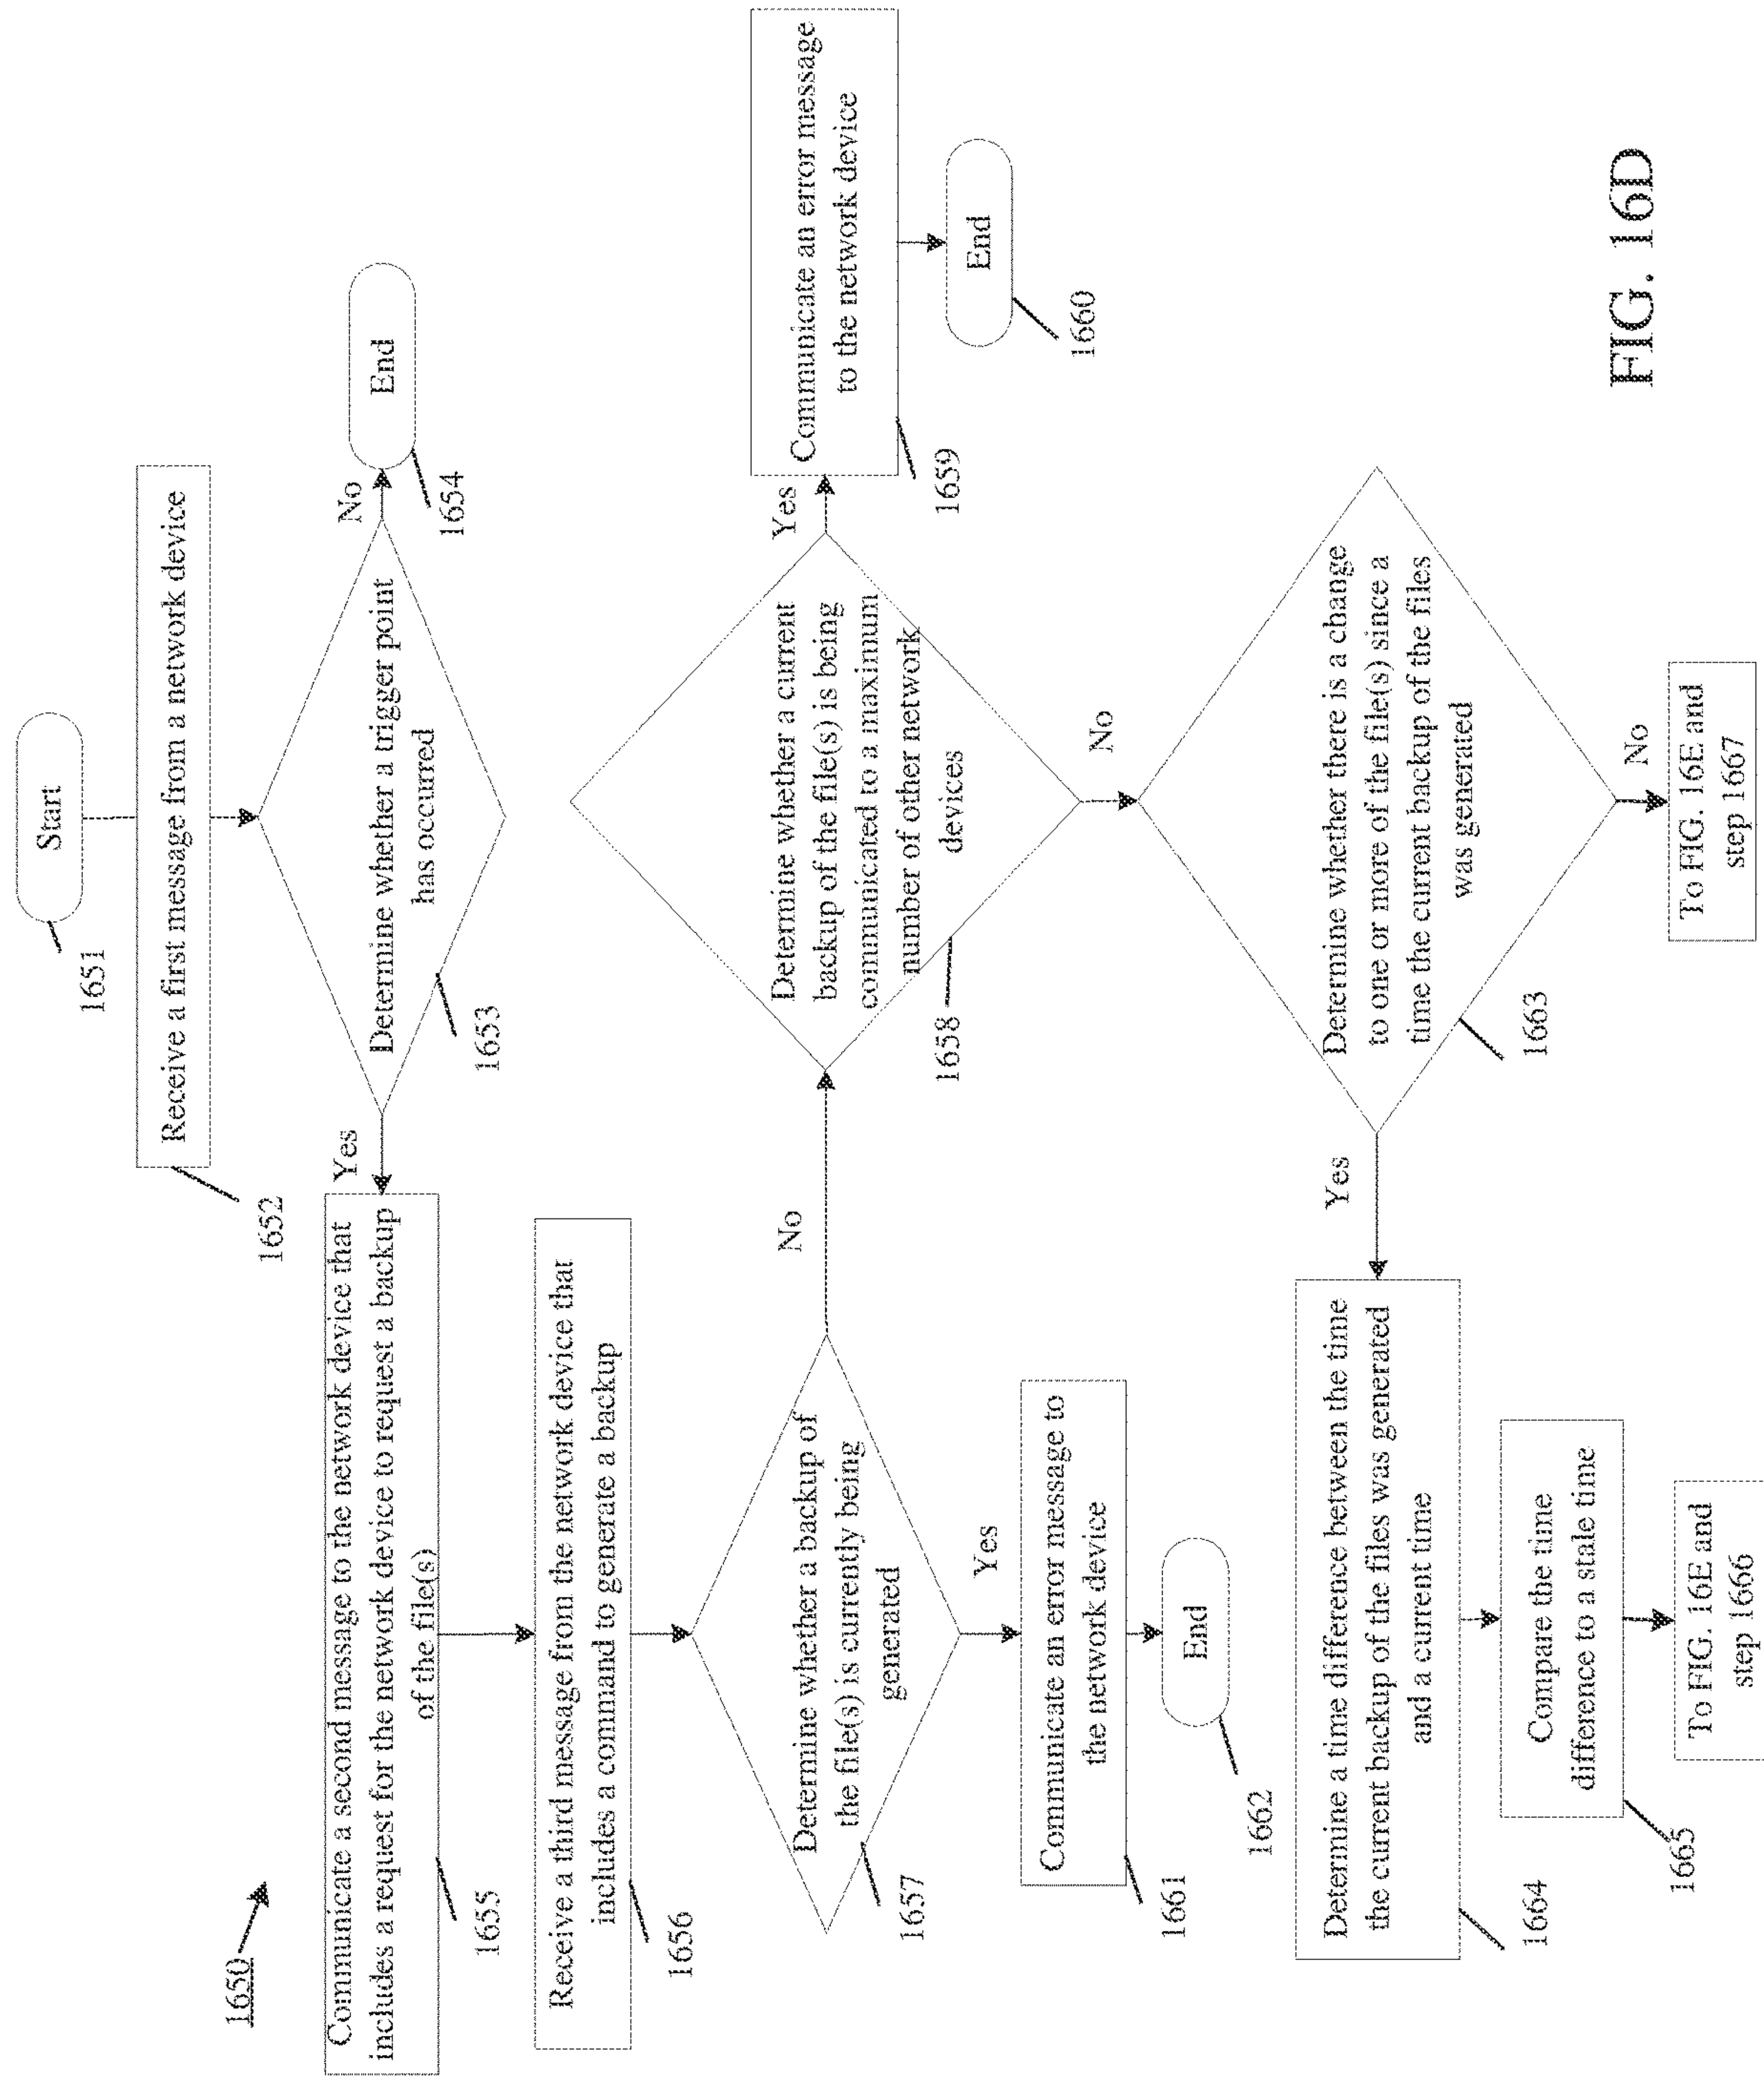 1650
Start
1651
Receive a first message from a network device
1652
Determine whether a trigger point
has occurred
1653
No
End
1654
Yes
Communicate a second message to the network device that
includes a request for the network device to request a backup
of the file(s)
1655
Receive a third message from the network device that
includes a command to generate a backup
1656
Determine whether a backup of
the file(s) is currently being
generated
1657
No
Determine whether a current
backup of the file(s) is being
communicated to a maximum
number of other network
devices
1658
Yes
Communicate an error message
to the network device
1659
End
1660
Yes
Communicate an error message to
the network device
1661
End
1662
No
Determine whether there is a change
to one or more of the file(s) since a
time the current backup of the files
was generated
1663
Yes
Determine a time difference between the time
the current backup of the files was generated
and a current time
1664
Compare the time
difference to a stale time
1665
To FIG. 16E and
step 1666
No
To FIG. 16E and
step 1667
FIG. 16D